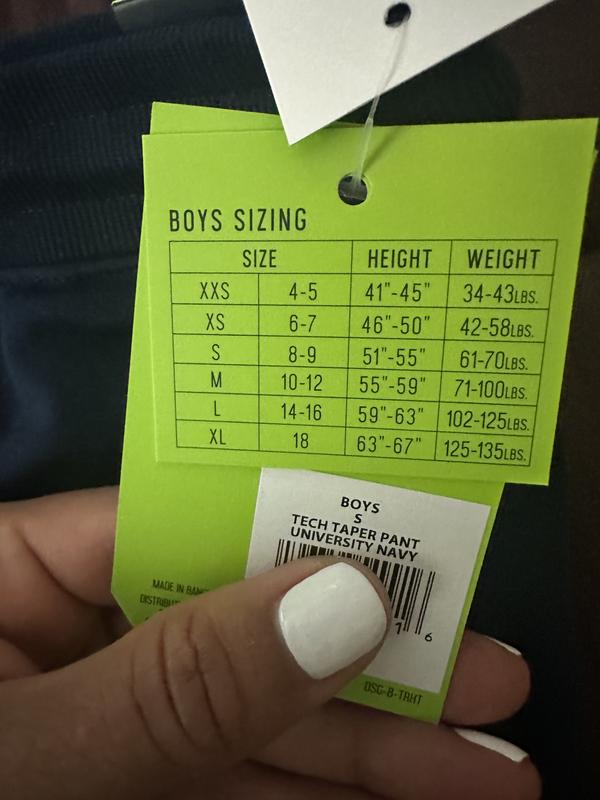 BOYS SIZING
SIZE HEIGHT WEIGHT
XXS 4-5 41"-45" 34-43LBS.
XS 6-7 46"-50" 42-58LBS.
S 8-9 51"-55" 61-70LBS.
M 10-12 55"-59" 71-100LBS.
L 14-16 59"-63" 102-125LBS.
XL 18 63"-67" 125-135LBS.
BOYS
S
TECH TAPER PANT
UNIVERSITY NAVY
MADE IN
1 6
DSG-B-TRHT